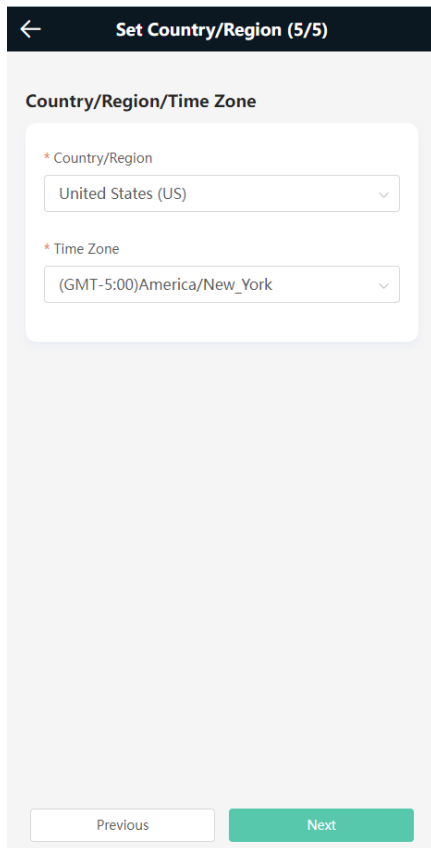 Set Country/Region (5/5)
Country/Region/Time Zone
* Country/Region
United States (US)
* Time Zone
(GMT-5:00)America/New_York
Previous
Next